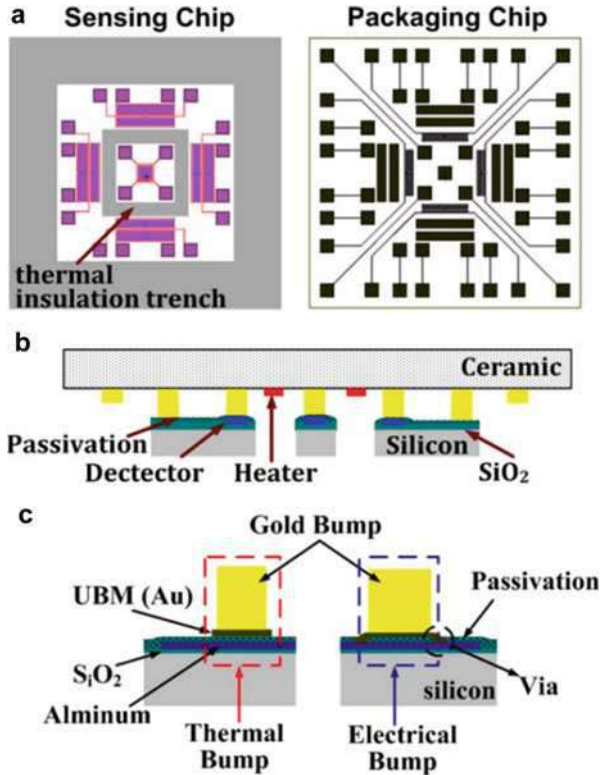 a
Sensing Chip
Packaging Chip
thermal
insulation trench
b
Ceramic
Passivation
Dectector
Heater
Silicon
SiO₂
c
Gold Bump
UBM (Au)
Passivation
SᵢO₂
Alminum
silicon
Via
Thermal
Bump
Electrical
Bump